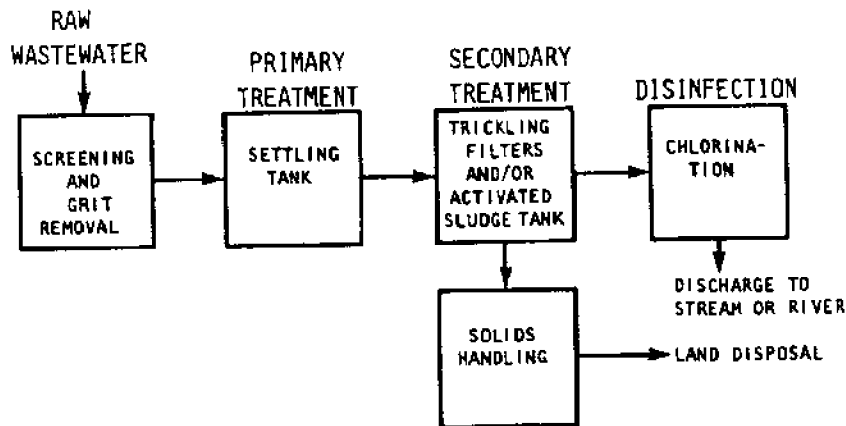 RAW
WASTEWATER
SCREENING
AND
GRIT
REMOVAL
PRIMARY
TREATMENT
SETTLING
TANK
SECONDARY
TREATMENT
TRICKLING
FILTERS
AND/OR
ACTIVATED
SLUDGE TANK
DISINFECTION
CHLORINA-
TION
DISCHARGE TO
STREAM OR RIVER
SOLIDS
HANDLING
LAND DISPOSAL